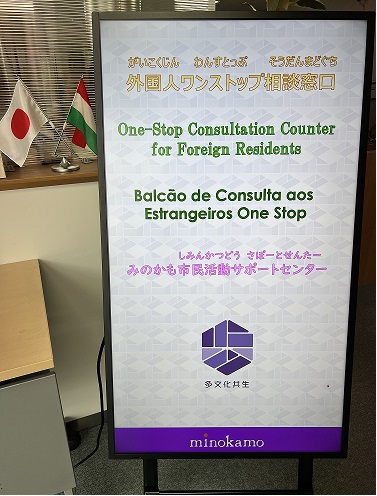 がいこくじん わんすとっぷ そうだんまどぐち
外国人ワンストップ相談窓口
One-Stop Consultation Counter
for Foreign Residents
Balcão de Consulta aos
Estrangeiros One Stop
しみんかつどう さぽーとせんたー
みのかも市民活動サポートセンター
多文化共生
minokamo